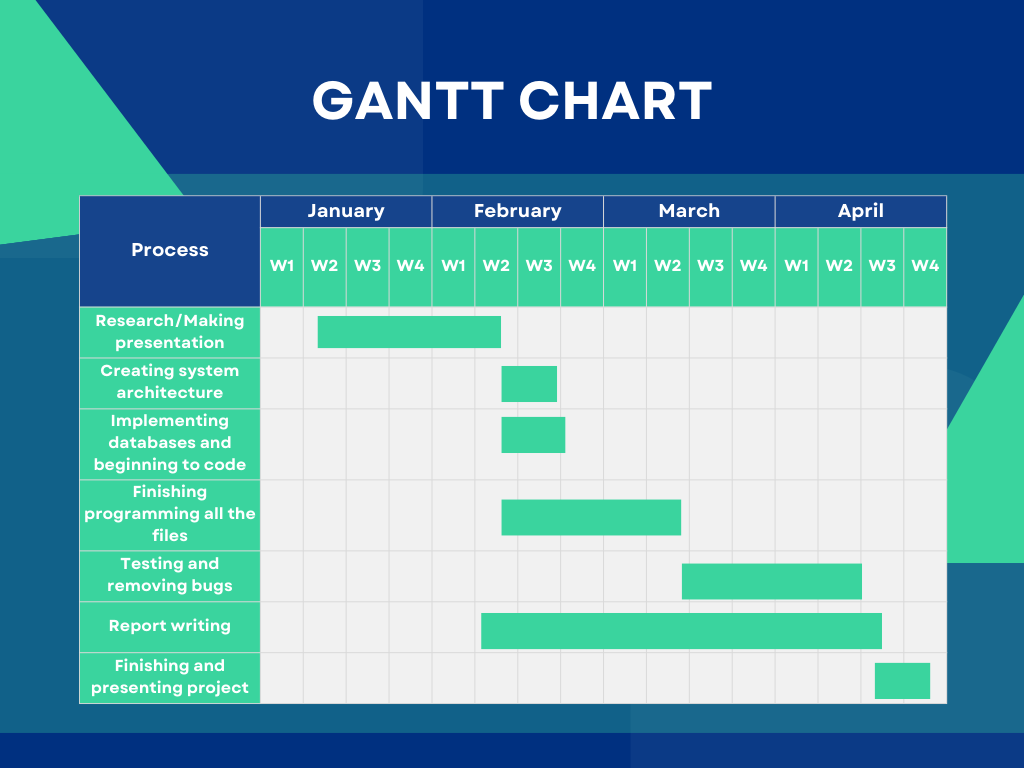 GANTT CHART
Process
January February March April
W1 W2 W3 W4 W1 W2 W3 W4 W1 W2 W3 W4 W1 W2 W3 W4
Research/Making
presentation
Creating system
architecture
Implementing
databases and
beginning to code
Finishing
programming all the
files
Testing and
removing bugs
Report writing
Finishing and
presenting project